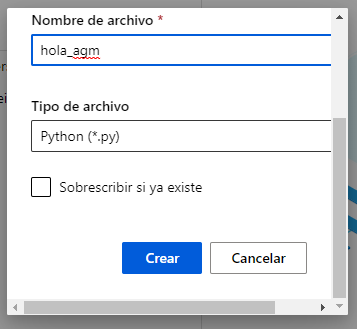 Nombre de archivo *
hola_agm
Tipo de archivo
Python (*.py)
Sobrescribir si ya existe
Crear
Cancelar